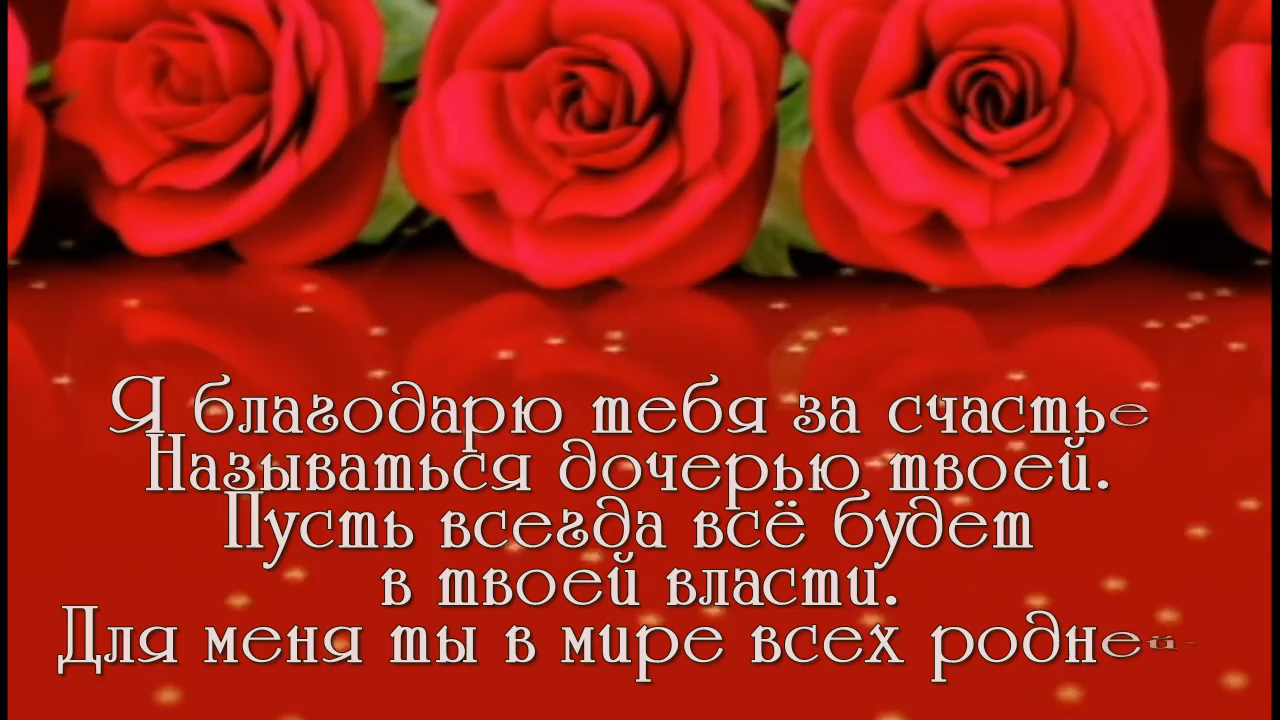 Я благодарю тебя за счастье
Называться дочерью твоей.
Пусть всегда всё будет
в твоей власти.
Для меня ты в мире всех родней-